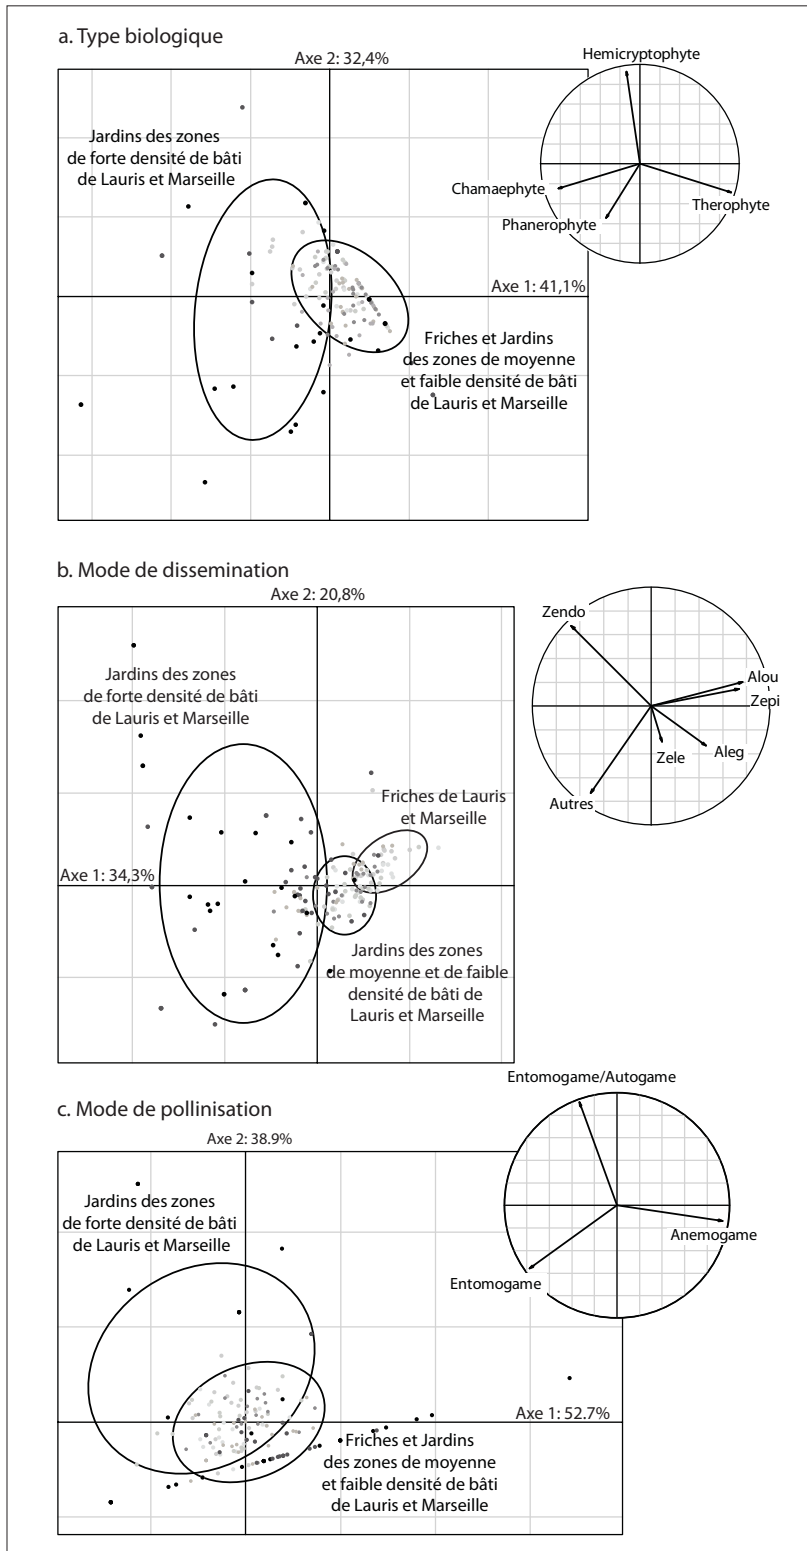 a. Type biologique
Axe 2: 32,4%
Jardins des zones
de forte densité de bâti
de Lauris et Marseille
Axe 1: 41,1%
Friches et Jardins
des zones de moyenne
et faible densité de bâti
de Lauris et Marseille
Hemicryptophyte
Chamaephyte
Phanerophyte
Therophyte
b. Mode de dissemination
Axe 2: 20,8%
Jardins des zones
de forte densité de bâti
de Lauris et Marseille
Friches de Lauris
et Marseille
Axe 1: 34,3%
Jardins des zones
de moyenne et de faible
densité de bâti de
Lauris et Marseille
Zendo
Alou
Zepi
Aleg
Zele
Autres
c. Mode de pollinisation
Axe 2: 38.9%
Jardins des zones
de forte densité de bâti
de Lauris et Marseille
Axe 1: 52.7%
Friches et Jardins
des zones de moyenne
et faible densité de bâti
de Lauris et Marseille
Entomogame/Autogame
Anemogame
Entomogame